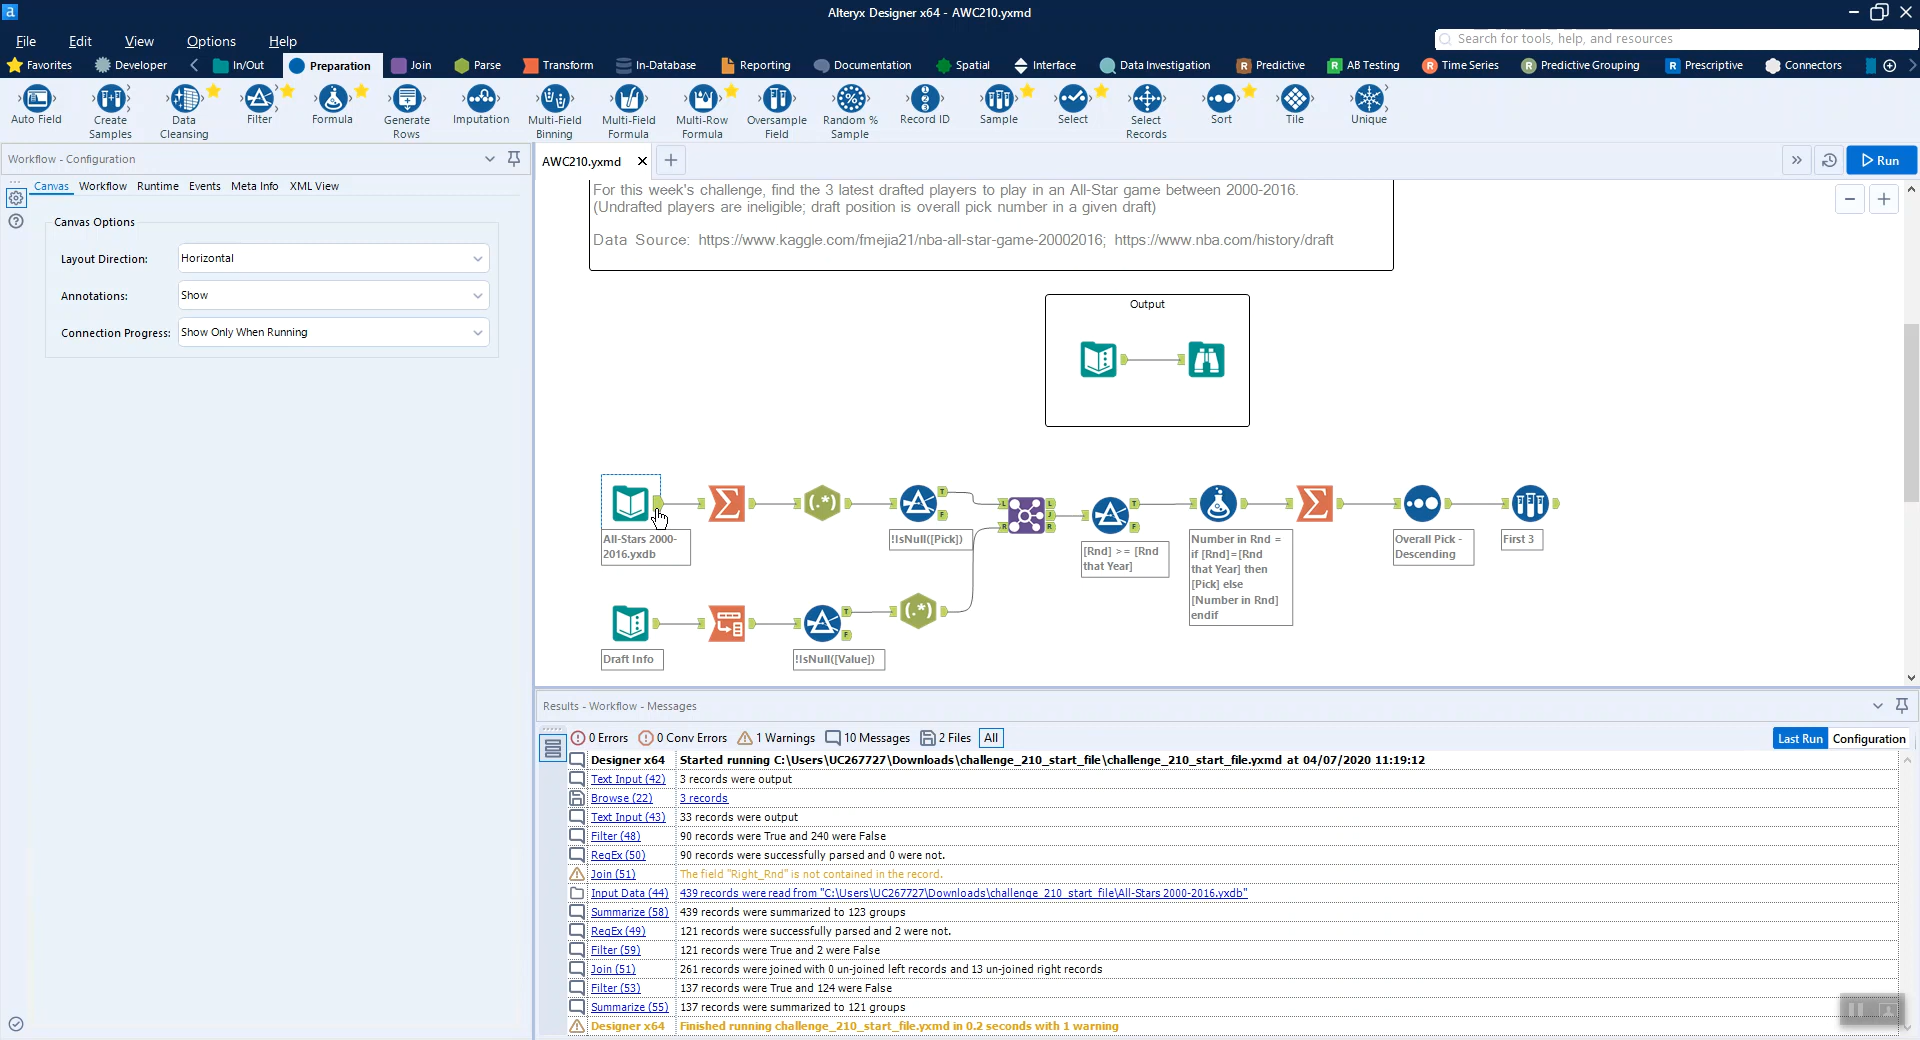 Alteryx Designer x64 - AWC210.yxmd
File Edit View Options Help
Search for tools, help, and resources
Favorites Developer In/Out Preparation Join Parse Transform In-Database Reporting Documentation Spatial Interface Data Investigation Predictive AB Testing Time Series Predictive Grouping Prescriptive Connectors
Auto Field
Create Samples
Data Cleansing
Filter
Formula
Generate Rows
Imputation
Multi-Field Binning
Multi-Field Formula
Multi-Row Formula
Oversample Field
Random % Sample
Record ID
Sample
Select
Select Records
Sort
Tile
Unique
Workflow - Configuration
AWC210.yxmd
Run
Canvas Workflow Runtime Events Meta Info XML View
Canvas Options
Layout Direction: Horizontal
Annotations: Show
Connection Progress: Show Only When Running
For this week's challenge, find the 3 latest drafted players to play in an All-Star game between 2000-2016.
(Undrafted players are ineligible; draft position is overall pick number in a given draft)
Data Source: https://www.kaggle.com/fmejia21/nba-all-star-game-20002016; https://www.nba.com/history/draft
Output
All-Stars 2000-
2016.yxdb
!IsNull([Pick])
[Rnd] >= [Rnd
that Year]
Number in Rnd =
if [Rnd]=[Rnd
that Year] then
[Pick] else
[Number in Rnd]
endif
Overall Pick -
Descending
First 3
Draft Info
!IsNull([Value])
Results - Workflow - Messages
0 Errors 0 Conv Errors 1 Warnings 10 Messages 2 Files All
Last Run Configuration
Designer x64 Started running C:\Users\UC267727\Downloads\challenge_210_start_file\challenge_210_start_file.yxmd at 04/07/2020 11:19:12
Text Input (42) 3 records were output
Browse (22) 3 records
Text Input (43) 33 records were output
Filter (48) 90 records were True and 240 were False
RegEx (50) 90 records were successfully parsed and 0 were not.
Join (51) The field "Right_Rnd" is not contained in the record.
Input Data (44) 439 records were read from "C:\Users\UC267727\Downloads\challenge_210_start_file\All-Stars 2000-2016.yxdb"
Summarize (58) 439 records were summarized to 123 groups
RegEx (49) 121 records were successfully parsed and 2 were not.
Filter (59) 121 records were True and 2 were False
Join (51) 261 records were joined with 0 un-joined left records and 13 un-joined right records
Filter (53) 137 records were True and 124 were False
Summarize (55) 137 records were summarized to 121 groups
Designer x64 Finished running challenge_210_start_file.yxmd in 0.2 seconds with 1 warning